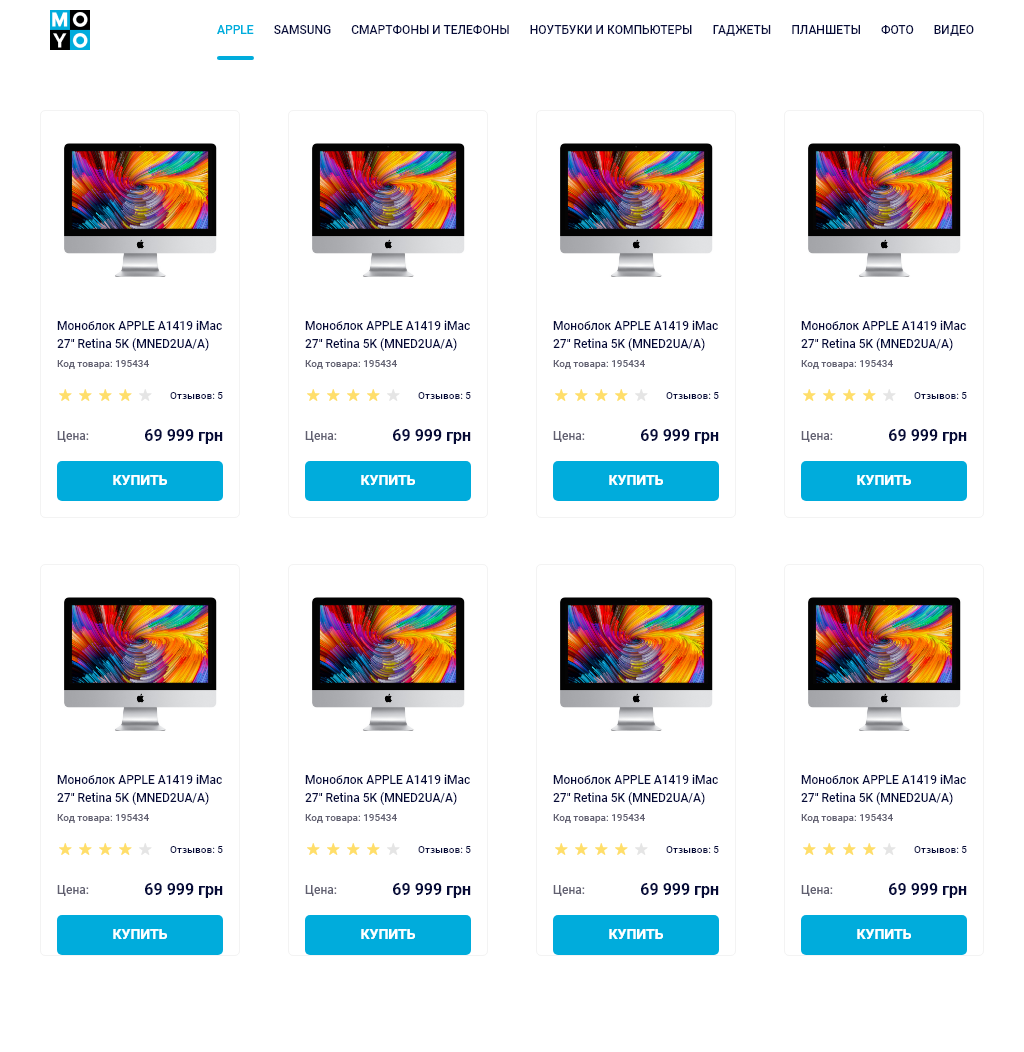 MOYO
APPLE SAMSUNG СМАРТФОНЫ И ТЕЛЕФОНЫ НОУТБУКИ И КОМПЬЮТЕРЫ ГАДЖЕТЫ ПЛАНШЕТЫ ФОТО ВИДЕО
Моноблок APPLE A1419 iMac
27" Retina 5K (MNED2UA/A)
Код товара: 195434
Отзывов: 5
Цена: 69 999 грн
КУПИТЬ
Моноблок APPLE A1419 iMac
27" Retina 5K (MNED2UA/A)
Код товара: 195434
Отзывов: 5
Цена: 69 999 грн
КУПИТЬ
Моноблок APPLE A1419 iMac
27" Retina 5K (MNED2UA/A)
Код товара: 195434
Отзывов: 5
Цена: 69 999 грн
КУПИТЬ
Моноблок APPLE A1419 iMac
27" Retina 5K (MNED2UA/A)
Код товара: 195434
Отзывов: 5
Цена: 69 999 грн
КУПИТЬ
Моноблок APPLE A1419 iMac
27" Retina 5K (MNED2UA/A)
Код товара: 195434
Отзывов: 5
Цена: 69 999 грн
КУПИТЬ
Моноблок APPLE A1419 iMac
27" Retina 5K (MNED2UA/A)
Код товара: 195434
Отзывов: 5
Цена: 69 999 грн
КУПИТЬ
Моноблок APPLE A1419 iMac
27" Retina 5K (MNED2UA/A)
Код товара: 195434
Отзывов: 5
Цена: 69 999 грн
КУПИТЬ
Моноблок APPLE A1419 iMac
27" Retina 5K (MNED2UA/A)
Код товара: 195434
Отзывов: 5
Цена: 69 999 грн
КУПИТЬ